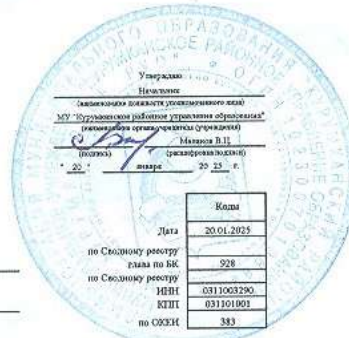 Утверждаю
Начальник
(наименование должности уполномоченного лица)
МУ "Курумканское районное управление образования"
(наименование органа-учредителя (учреждения)
Маланов В.Ц.
(подпись) (расшифровка подписи)
" 20 " января 20 25 г.
Коды
Дата 20.01.2025
по Сводному реестру
глава по БК 928
по Сводному реестру
ИНН 0311003290
КПП 031101001
по ОКЕИ 383
ОБРАЗОВАНИЯ